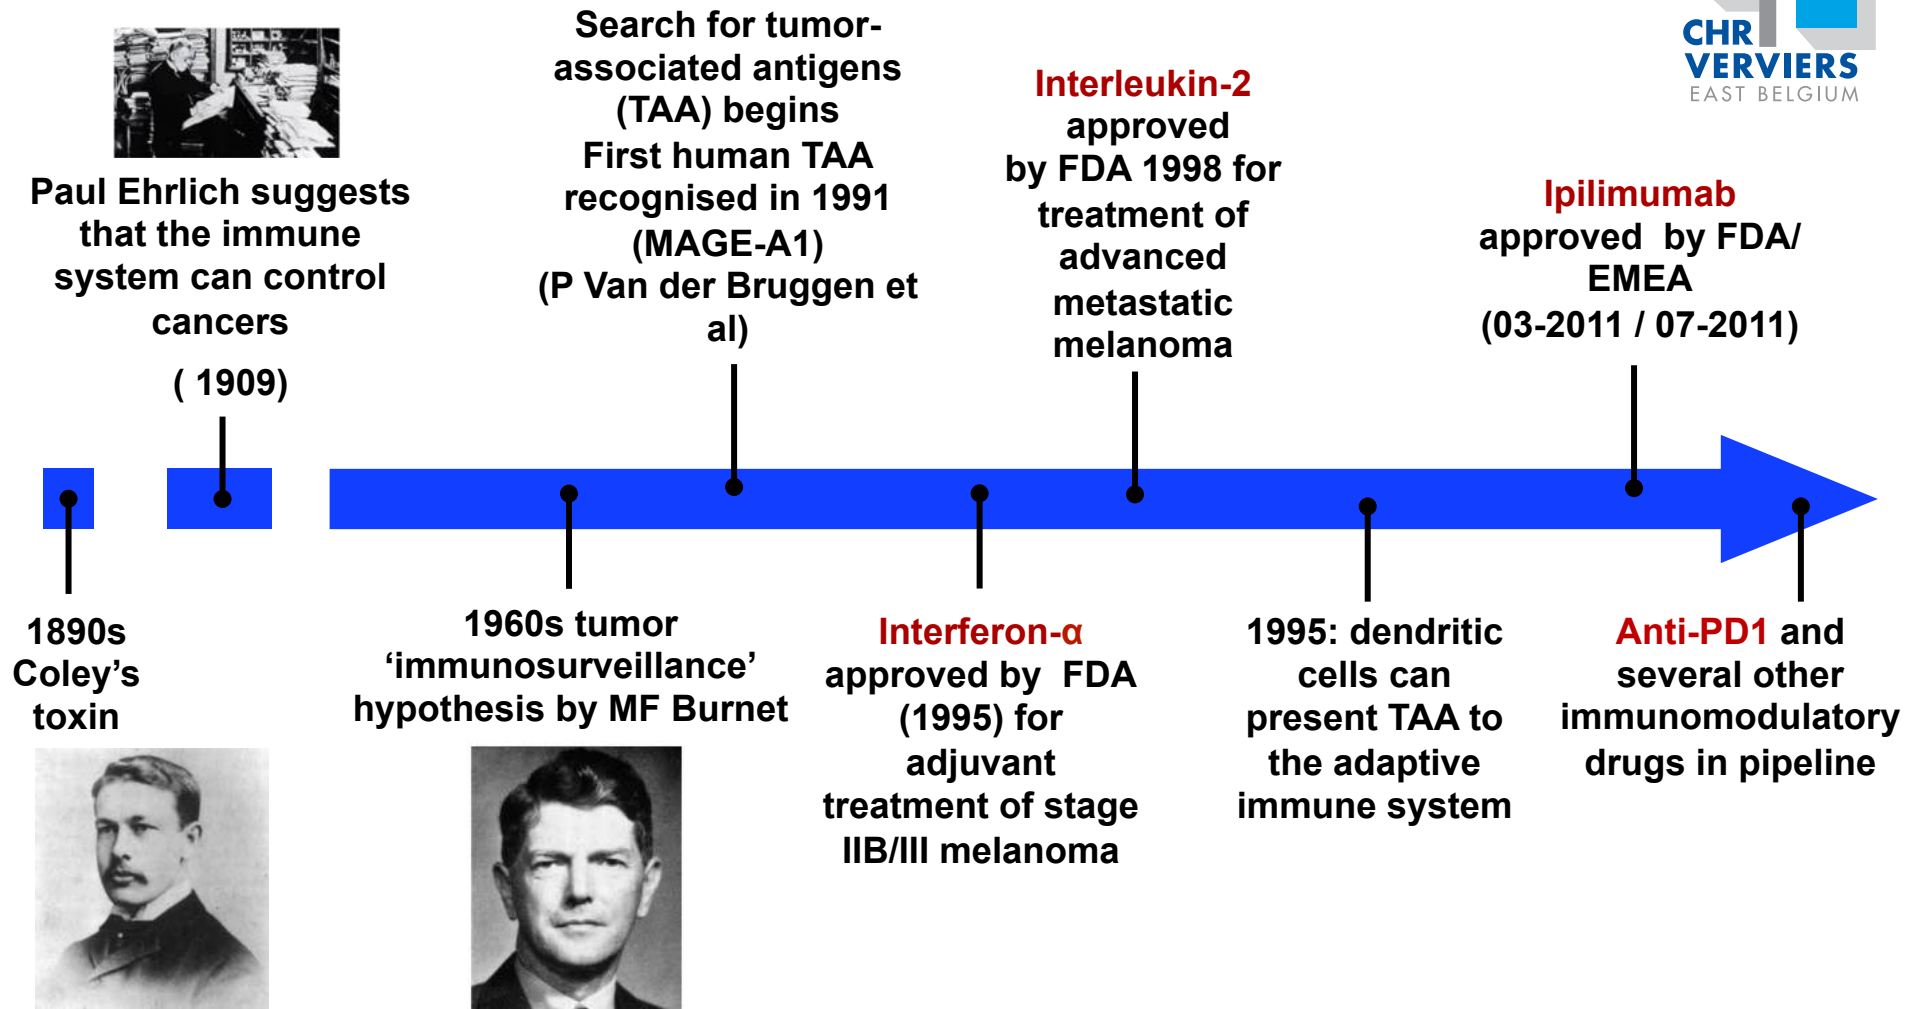 CHR
VERVIERS
EAST BELGIUM
Paul Ehrlich suggests
that the immune
system can control
cancers
( 1909)
Search for tumor-
associated antigens
(TAA) begins
First human TAA
recognised in 1991
(MAGE-A1)
(P Van der Bruggen et
al)
Interleukin-2
approved
by FDA 1998 for
treatment of
advanced
metastatic
melanoma
Ipilimumab
approved by FDA/
EMEA
(03-2011 / 07-2011)
1890s
Coley’s
toxin
1960s tumor
‘immunosurveillance’
hypothesis by MF Burnet
Interferon-α
approved by FDA
(1995) for
adjuvant
treatment of stage
IIB/III melanoma
1995: dendritic
cells can
present TAA to
the adaptive
immune system
Anti-PD1 and
several other
immunomodulatory
drugs in pipeline